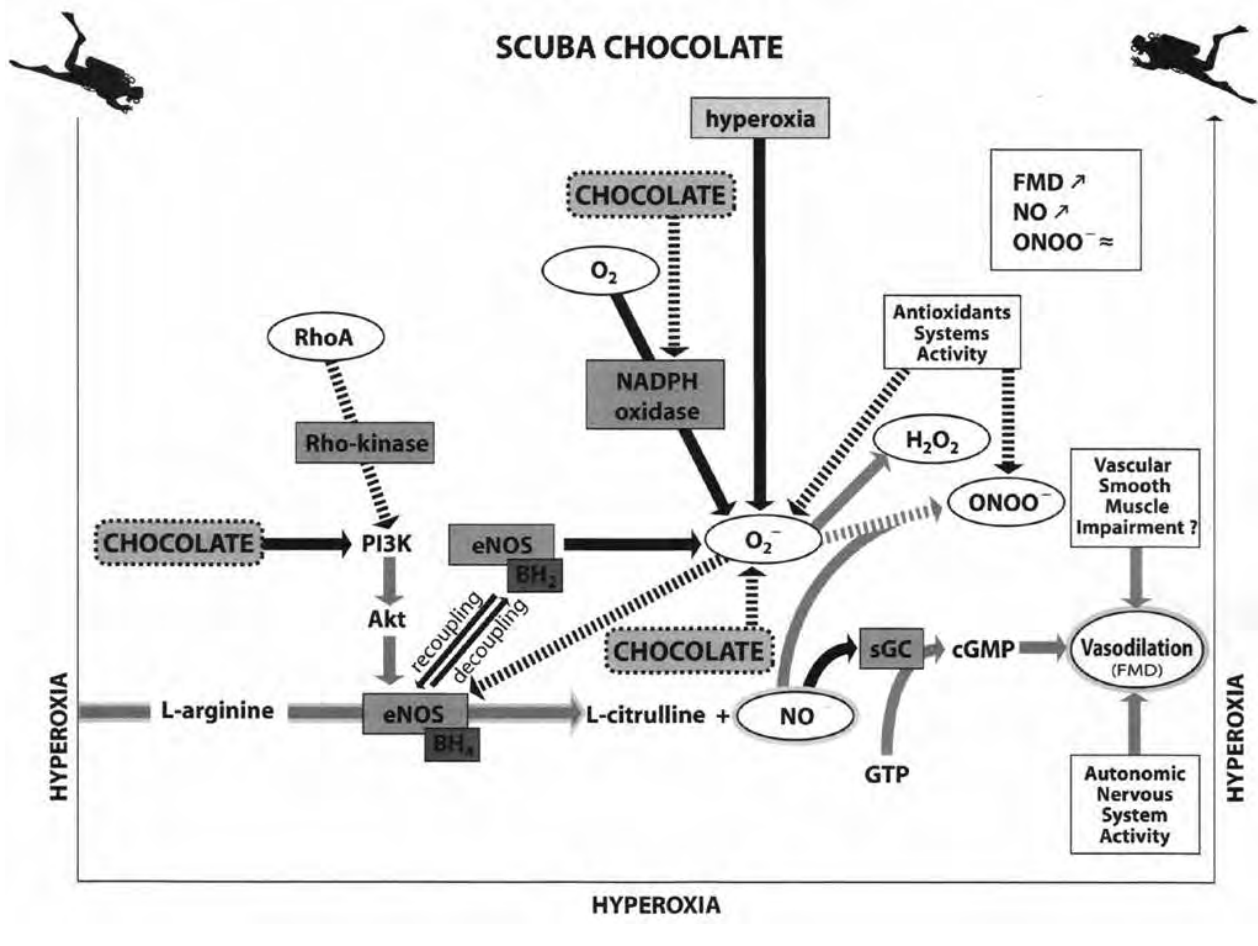 SCUBA CHOCOLATE
hyperoxia
CHOCOLATE
FMD ↗
NO ↗
ONOO⁻ ≈
O₂
RhoA
Antioxidants
Systems
Activity
NADPH
oxidase
Rho-kinase
H₂O₂
Vascular
Smooth
Muscle
Impairment ?
ONOO⁻
CHOCOLATE
PI3K
eNOS
BH₂
O₂⁻
Akt
recoupling
decoupling
CHOCOLATE
sGC
cGMP
Vasodilation
(FMD)
L-arginine
eNOS
BH₄
L-citrulline +
NO
GTP
Autonomic
Nervous
System
Activity
HYPEROXIA
HYPEROXIA
HYPEROXIA